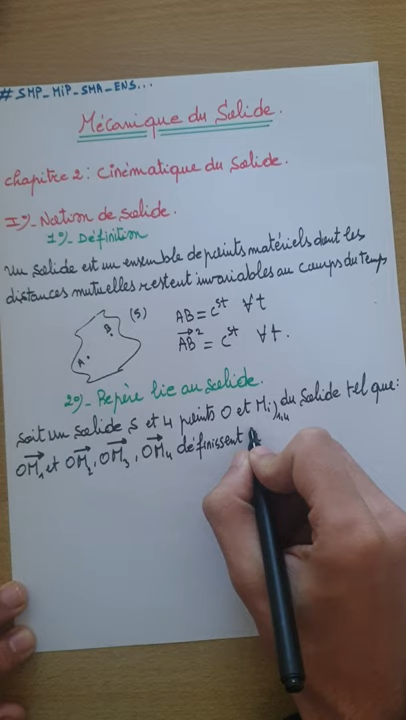 #SMP_MiP_SMA_ENS...
Mécanique du Solide.
Chapitre 2: Cinématique du Solide.
I°)-Notion de solide.
1°)-Définition
Un solide est un ensemble de points matériels dont les
distances mutuelles restent invariables au cours du temps
(S)
A
B
AB = Cst ∀t
AB² = Cst ∀t.
2°)-Repère lié au solide.
soit un solide S et 4 points O et Mi)1,4 du Solide tel que:
OM1 et OM2, OM3, OM4 définissent